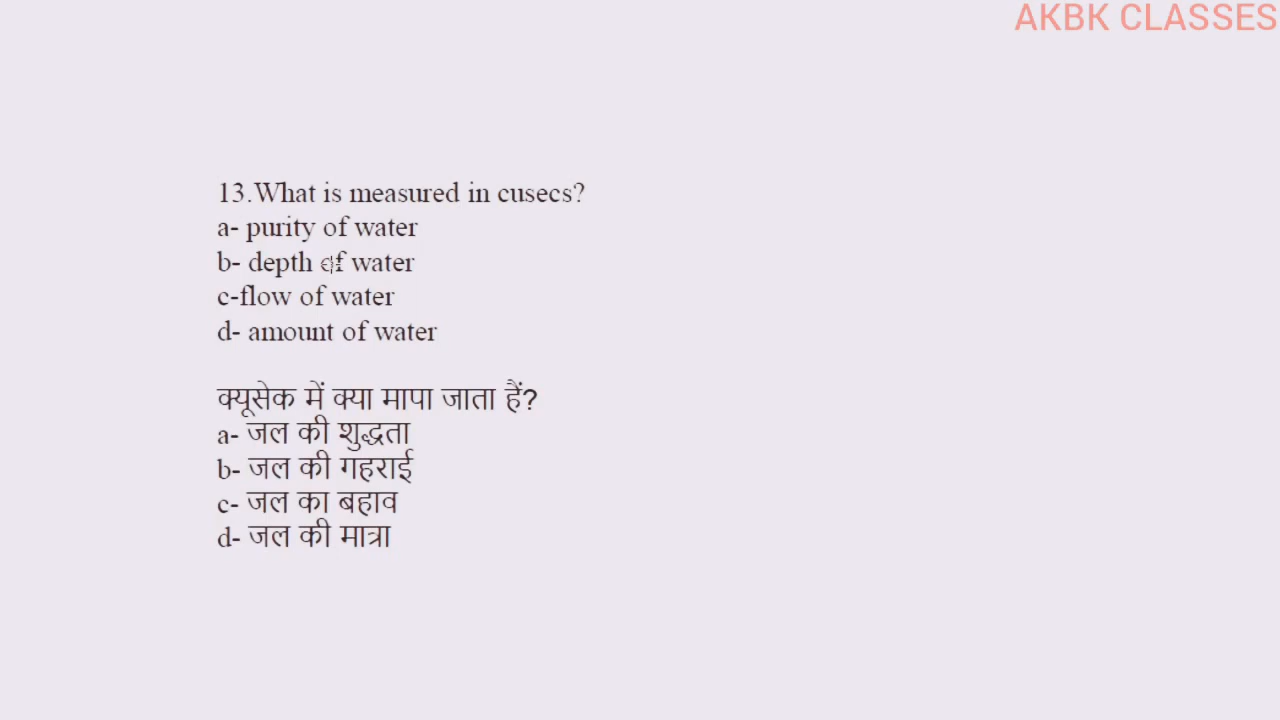 AKBK CLASSES
13.What is measured in cusecs?
a- purity of water
b- depth of water
c-flow of water
d- amount of water
क्यूसेक में क्या मापा जाता हैं?
a- जल की शुद्धता
b- जल की गहराई
c- जल का बहाव
d- जल की मात्रा